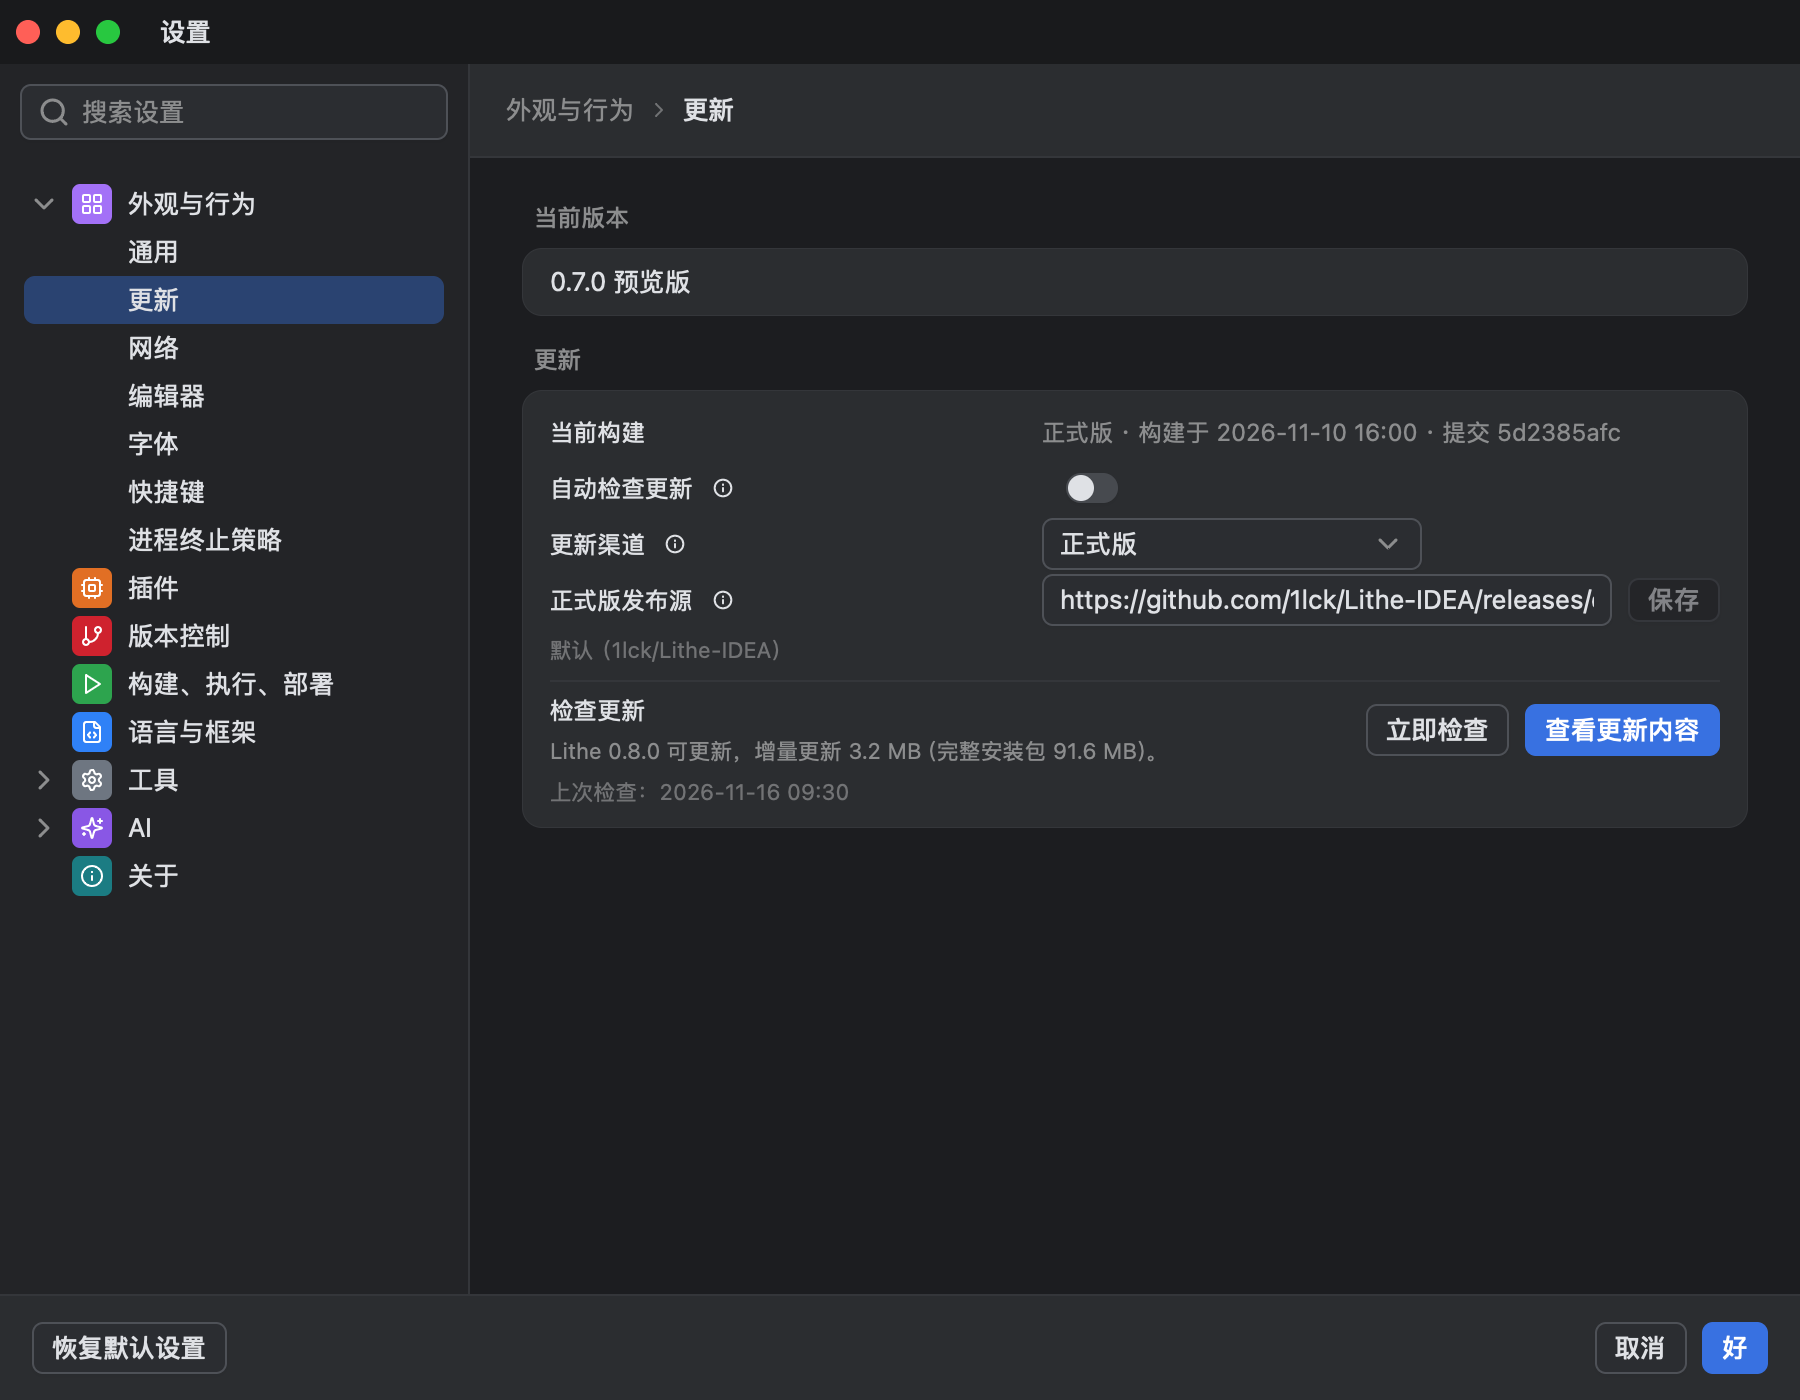 设置
搜索设置
外观与行为
通用
更新
网络
编辑器
字体
快捷键
进程终止策略
插件
版本控制
构建、执行、部署
语言与框架
工具
AI
关于
外观与行为 > 更新
当前版本
0.7.0 预览版
更新
当前构建 正式版 · 构建于 2026-11-10 16:00 · 提交 5d2385afc
自动检查更新
更新渠道 正式版
正式版发布源 https://github.com/1lck/Lithe-IDEA/releases/ 保存
默认 (1lck/Lithe-IDEA)
检查更新
Lithe 0.8.0 可更新，增量更新 3.2 MB (完整安装包 91.6 MB)。
上次检查：2026-11-16 09:30
立即检查 查看更新内容
恢复默认设置 取消 好